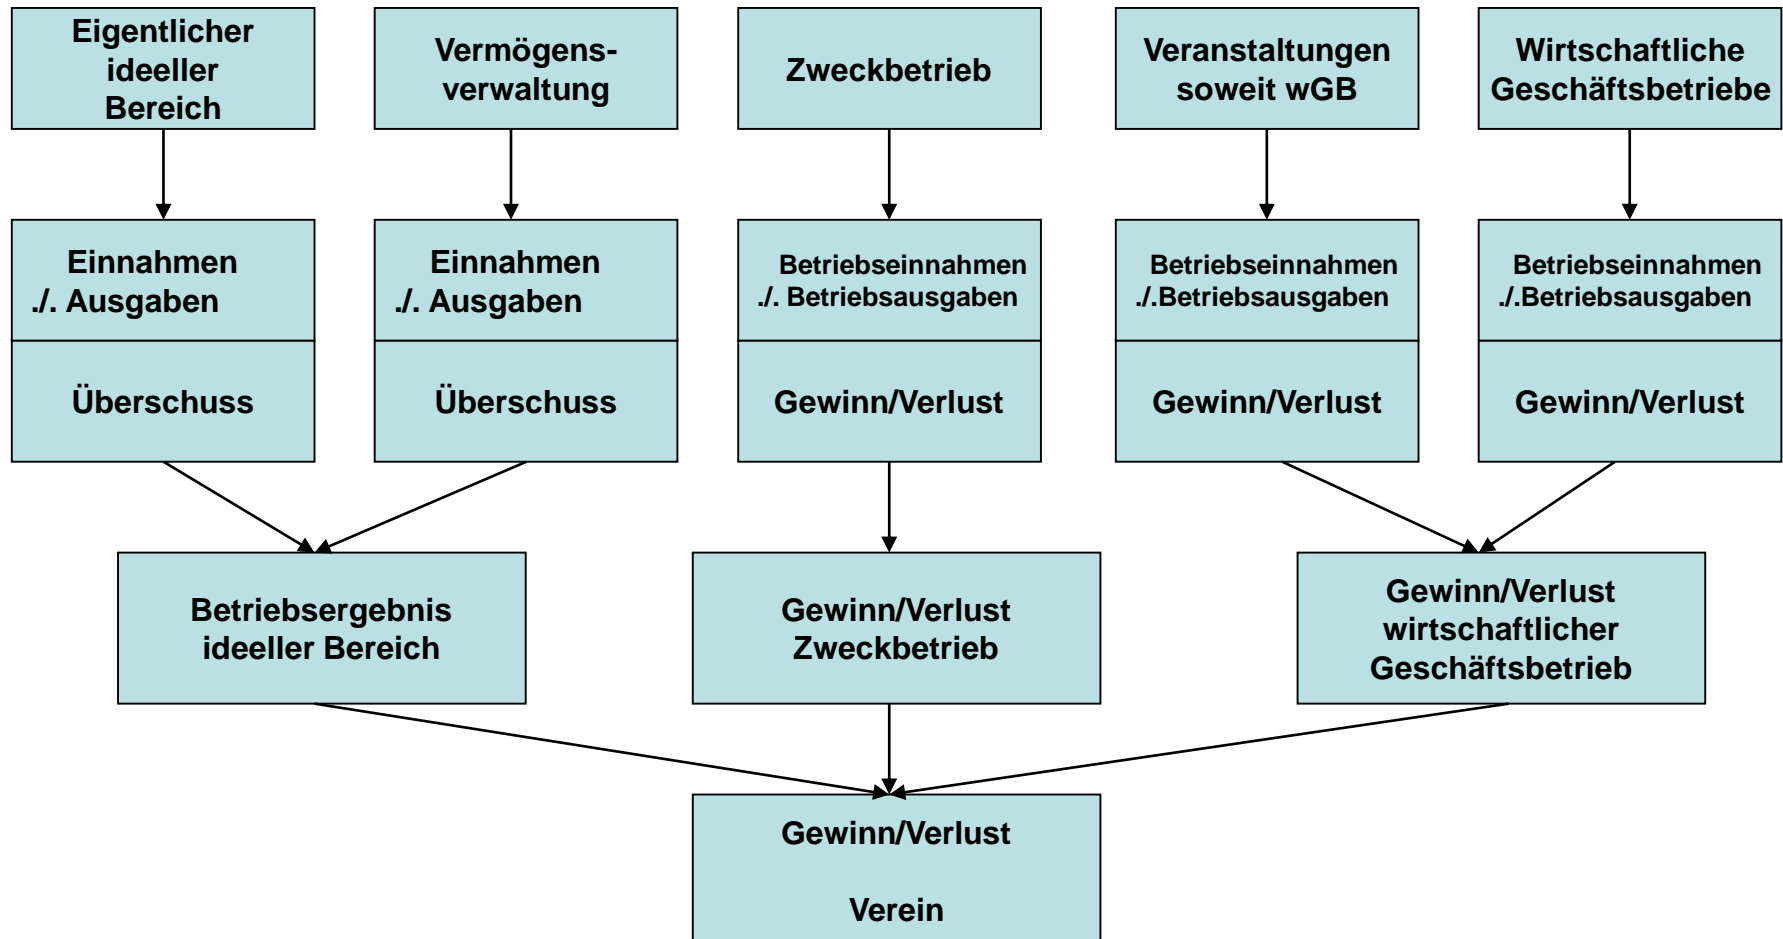 Eigentlicher
ideeller
Bereich
Vermögens-
verwaltung
Zweckbetrieb
Veranstaltungen
soweit wGB
Wirtschaftliche
Geschäftsbetriebe
Einnahmen
./. Ausgaben
Einnahmen
./. Ausgaben
Betriebseinnahmen
./. Betriebsausgaben
Betriebseinnahmen
./.Betriebsausgaben
Betriebseinnahmen
./.Betriebsausgaben
Überschuss
Überschuss
Gewinn/Verlust
Gewinn/Verlust
Gewinn/Verlust
Betriebsergebnis
ideeller Bereich
Gewinn/Verlust
Zweckbetrieb
Gewinn/Verlust
wirtschaftlicher
Geschäftsbetrieb
Gewinn/Verlust
Verein